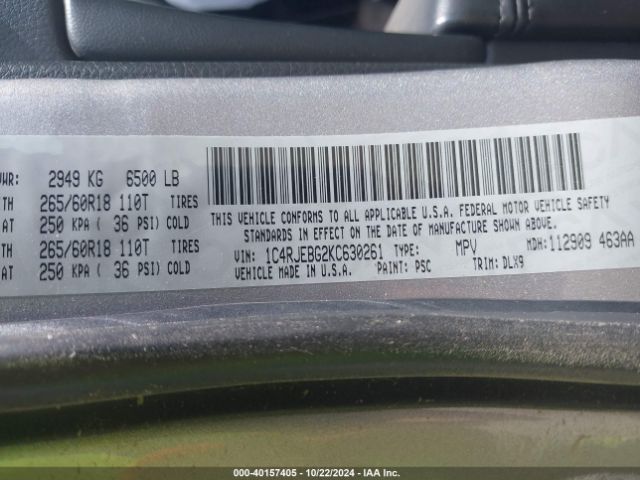 VWR: 2949 KG 6500 LB
TH 265/60R18 110T TIRES
AT 250 KPA ( 36 PSI) COLD
TH 265/60R18 110T TIRES
AT 250 KPA ( 36 PSI) COLD
THIS VEHICLE CONFORMS TO ALL APPLICABLE U.S.A. FEDERAL MOTOR VEHICLE SAFETY
STANDARDS IN EFFECT ON THE DATE OF MANUFACTURE SHOWN ABOVE.
VIN: 1C4RJEBG2KC630261 TYPE: MPV MDH: 112909 463AA
VEHICLE MADE IN U.S.A. PAINT: PSC TRIM: DLX9
000-40157405 - 10/22/2024 - IAA Inc.